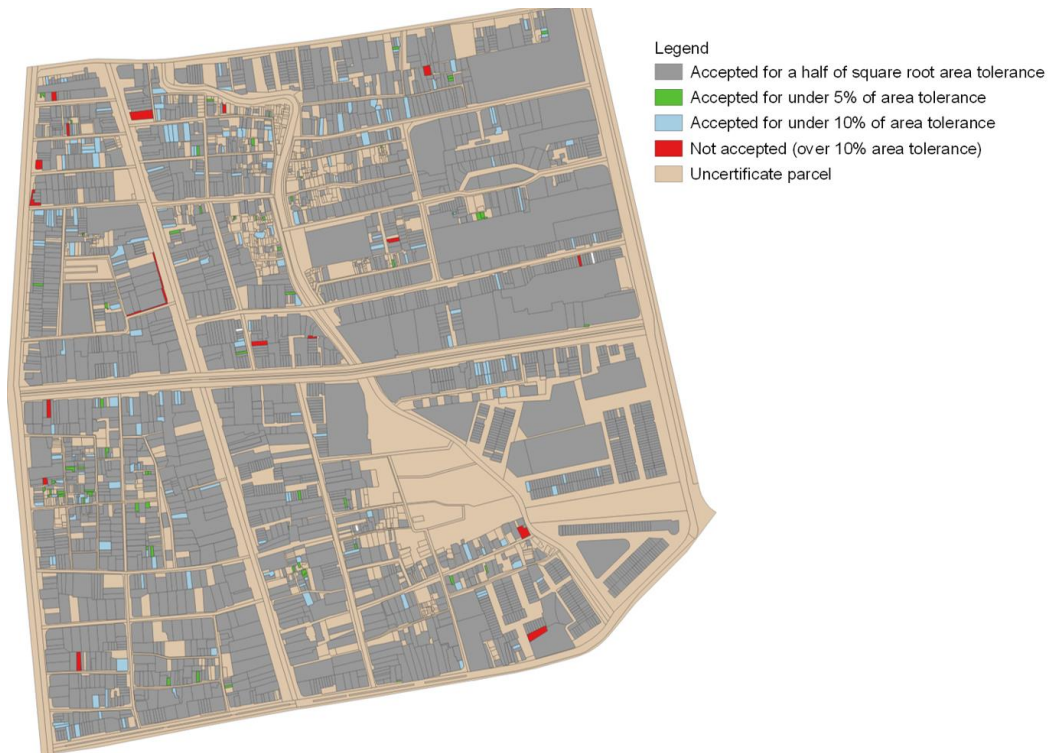 Legend
Accepted for a half of square root area tolerance
Accepted for under 5% of area tolerance
Accepted for under 10% of area tolerance
Not accepted (over 10% area tolerance)
Uncertificate parcel